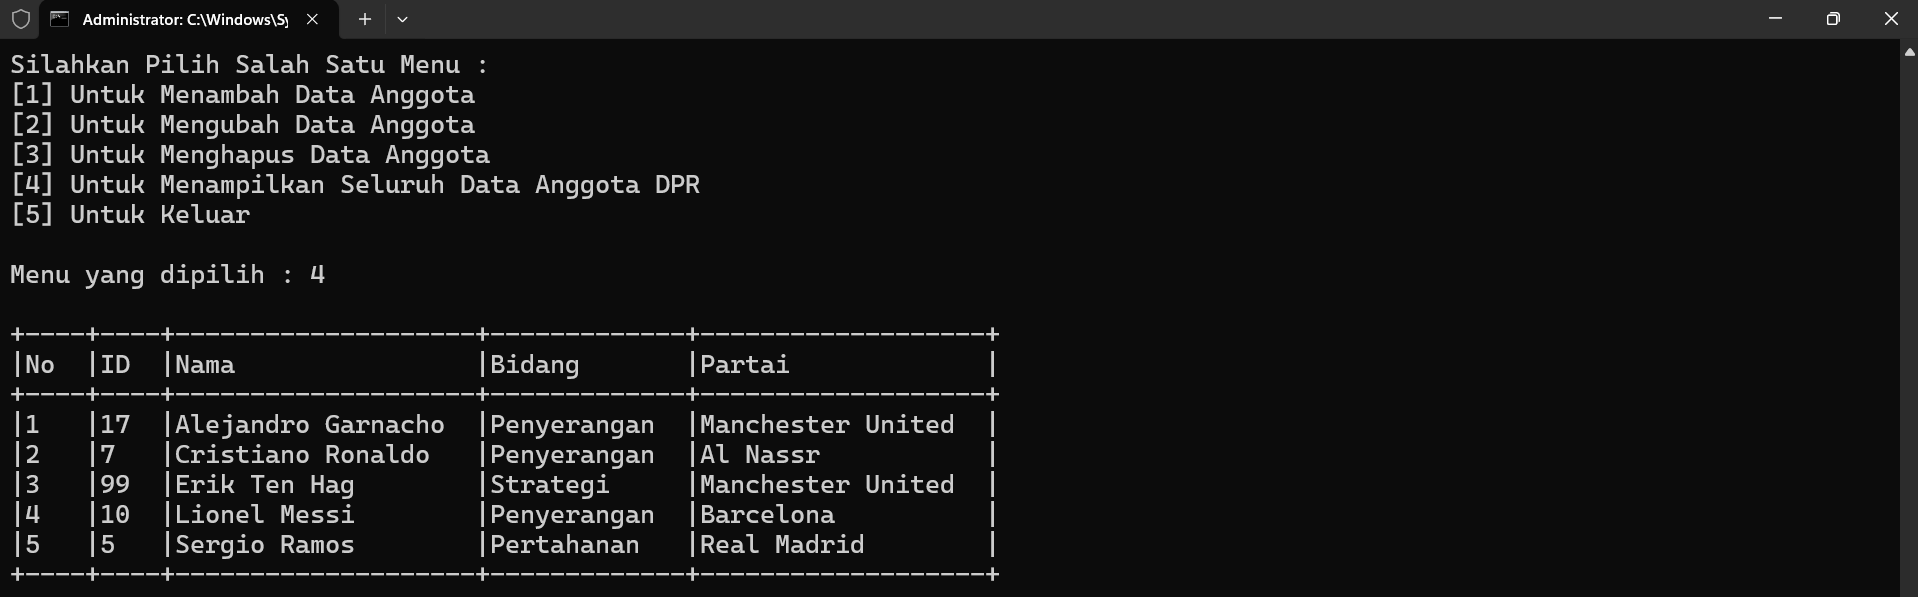 Administrator: C:\Windows\Sy
Silahkan Pilih Salah Satu Menu :
[1] Untuk Menambah Data Anggota
[2] Untuk Mengubah Data Anggota
[3] Untuk Menghapus Data Anggota
[4] Untuk Menampilkan Seluruh Data Anggota DPR
[5] Untuk Keluar
Menu yang dipilih : 4
+----+----+--------------------+-------------+-------------------+
|No  |ID  |Nama                |Bidang       |Partai             |
+----+----+--------------------+-------------+-------------------+
|1   |17  |Alejandro Garnacho  |Penyerangan  |Manchester United  |
|2   |7   |Cristiano Ronaldo   |Penyerangan  |Al Nassr           |
|3   |99  |Erik Ten Hag        |Strategi     |Manchester United  |
|4   |10  |Lionel Messi        |Penyerangan  |Barcelona          |
|5   |5   |Sergio Ramos        |Pertahanan   |Real Madrid        |
+----+----+--------------------+-------------+-------------------+